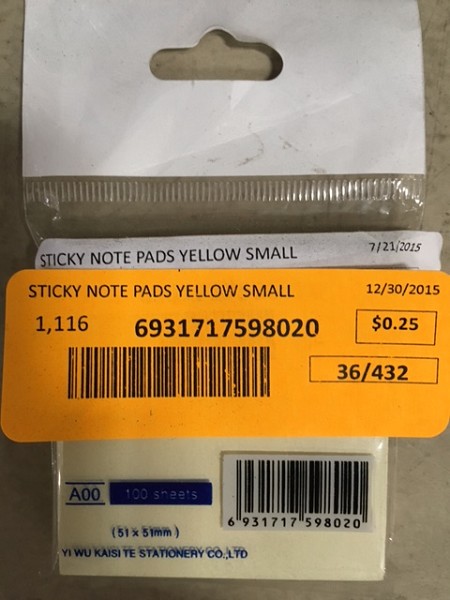 STICKY NOTE PADS YELLOW SMALL 7/21/2015
STICKY NOTE PADS YELLOW SMALL 12/30/2015
1,116 6931717598020 $0.25
36/432
A00 100 sheets
6 931717 598020
(51 x 51mm)
YI WU KAISI TE STATIONERY CO.,LTD